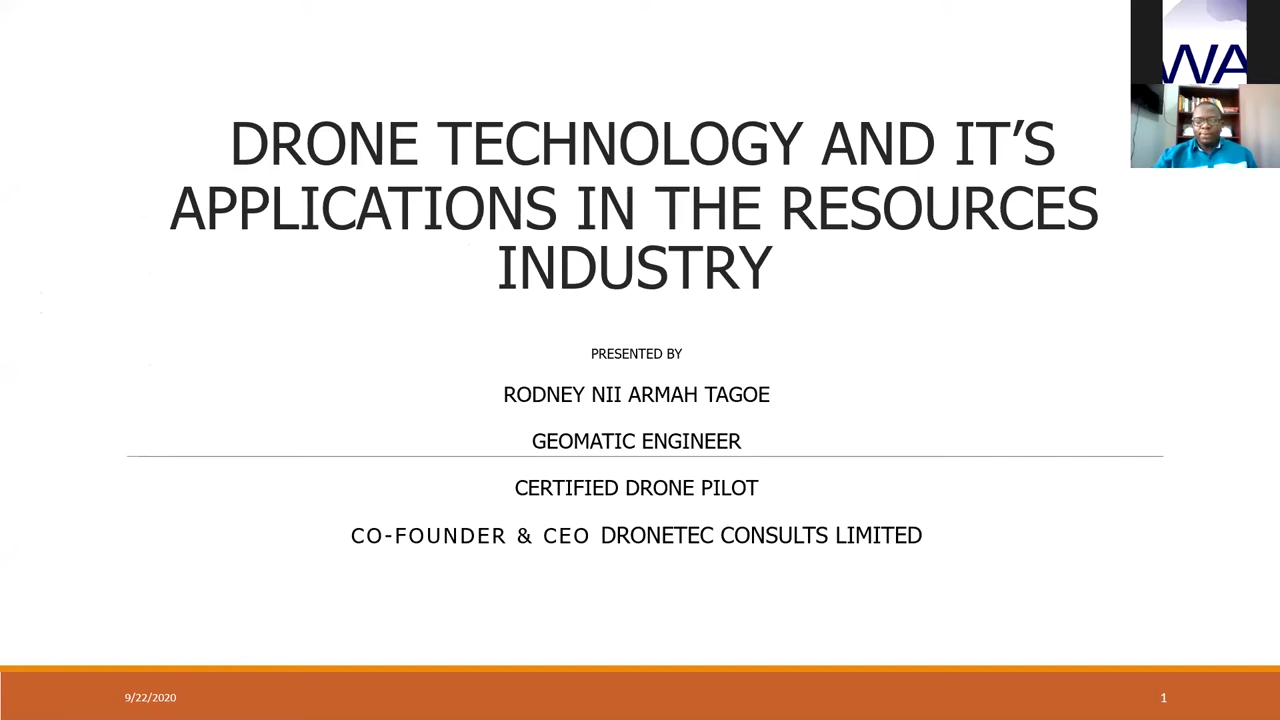 WA
DRONE TECHNOLOGY AND IT’S
APPLICATIONS IN THE RESOURCES
INDUSTRY
PRESENTED BY
RODNEY NII ARMAH TAGOE
GEOMATIC ENGINEER
CERTIFIED DRONE PILOT
CO-FOUNDER & CEO DRONETEC CONSULTS LIMITED
9/22/2020
1